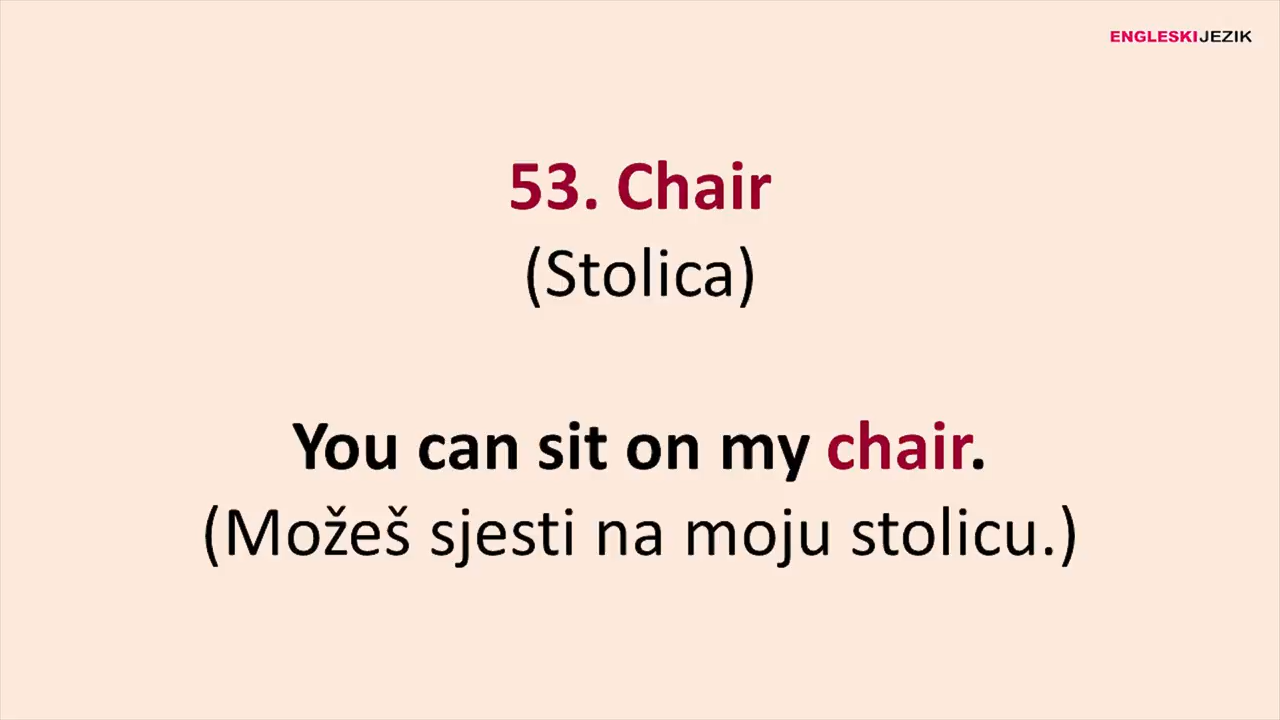 ENGLESKIJEZIK
53. Chair
(Stolica)
You can sit on my chair.
(Možeš sjesti na moju stolicu.)